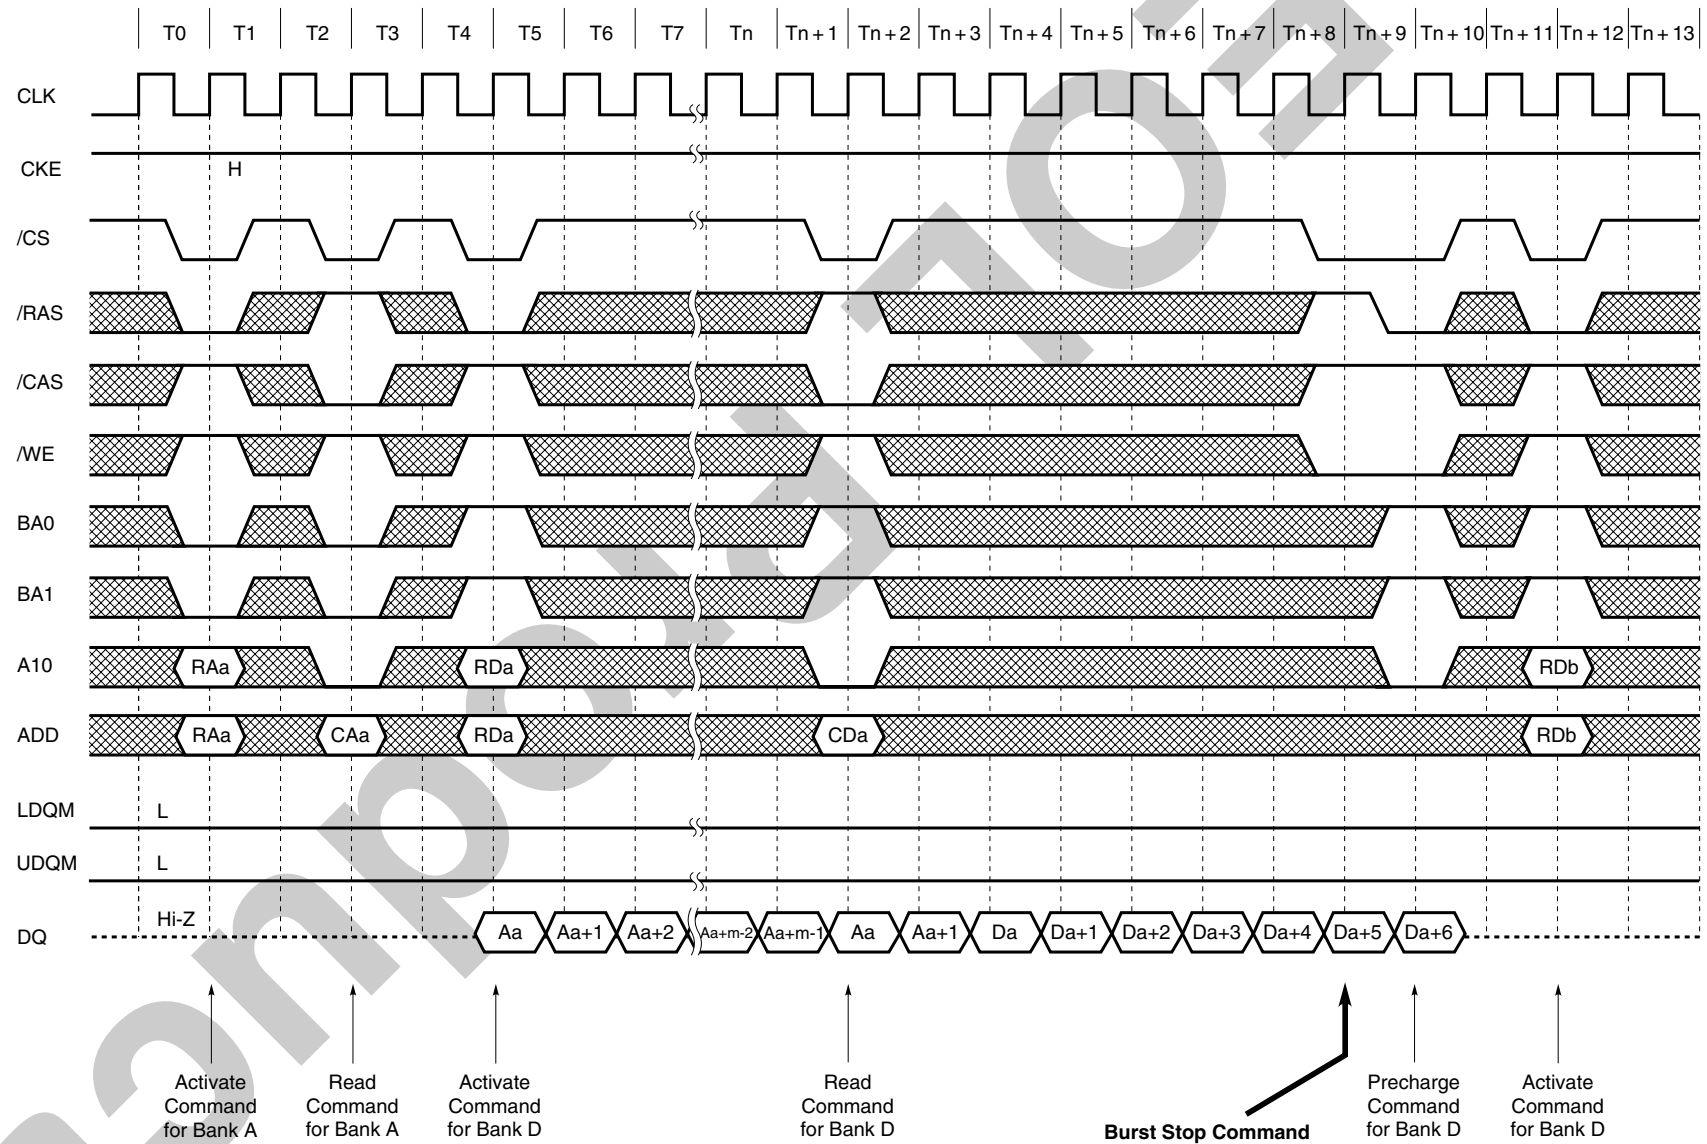 T0 T1 T2 T3 T4 T5 T6 T7 Tn Tn + 1 Tn + 2 Tn + 3 Tn + 4 Tn + 5 Tn + 6 Tn + 7 Tn + 8 Tn + 9 Tn + 10 Tn + 11 Tn + 12 Tn + 13
CLK
CKE H
/CS
/RAS
/CAS
/WE
BA0
BA1
A10 RAa RDa RDb
ADD RAa CAa RDa CDa RDb
LDQM L
UDQM L
DQ Hi-Z Aa Aa+1 Aa+2 Aa+m-2 Aa+m-1 Aa Aa+1 Da Da+1 Da+2 Da+3 Da+4 Da+5 Da+6
Activate
Command
for Bank A
Read
Command
for Bank A
Activate
Command
for Bank D
Read
Command
for Bank D
Burst Stop Command
Precharge
Command
for Bank D
Activate
Command
for Bank D